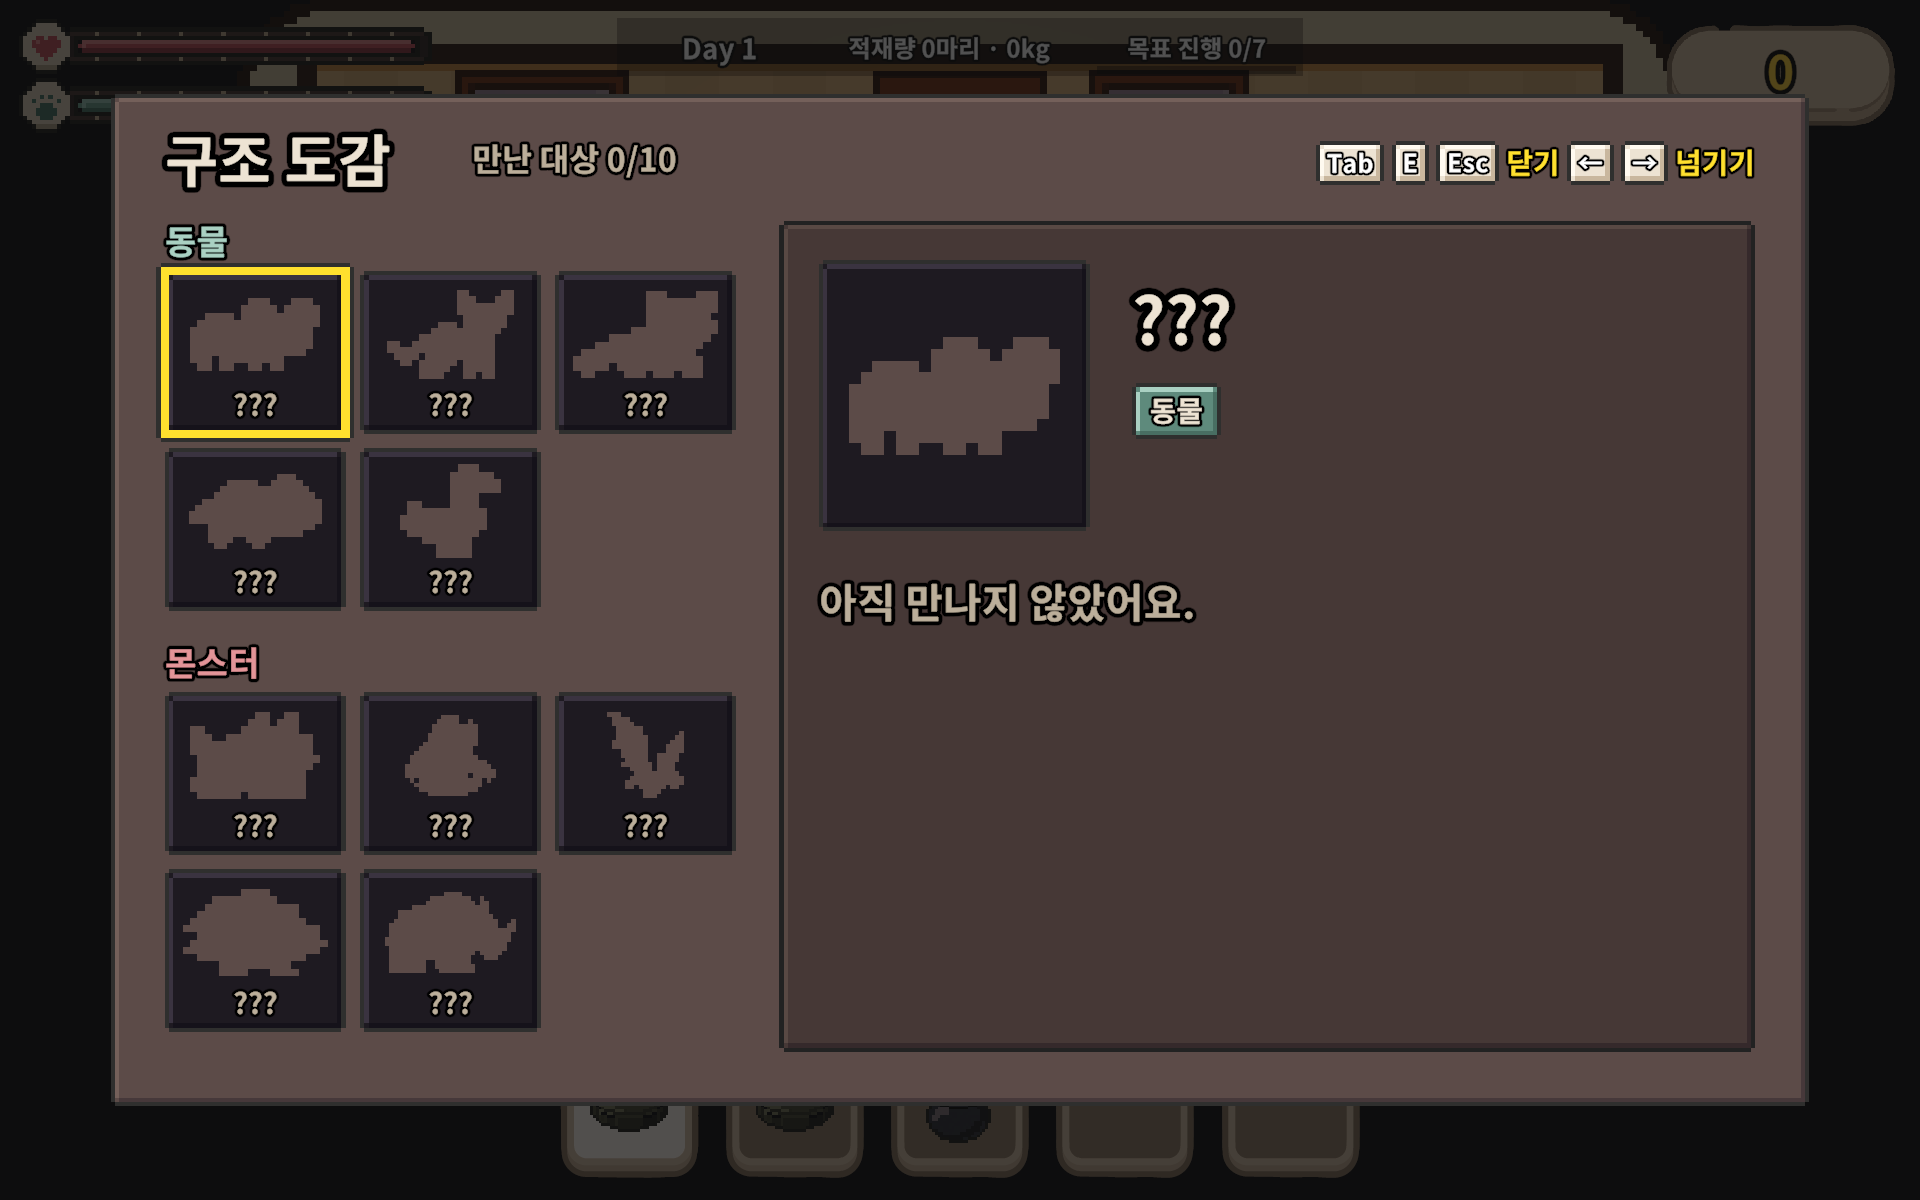 Day 1 적재량 0마리 · 0kg 목표 진행 0/7
0
구조 도감 만난 대상 0/10
Tab E Esc 닫기 ← → 넘기기
동물
??? ??? ???
??? ???
몬스터
??? ??? ???
??? ???
???
동물
아직 만나지 않았어요.